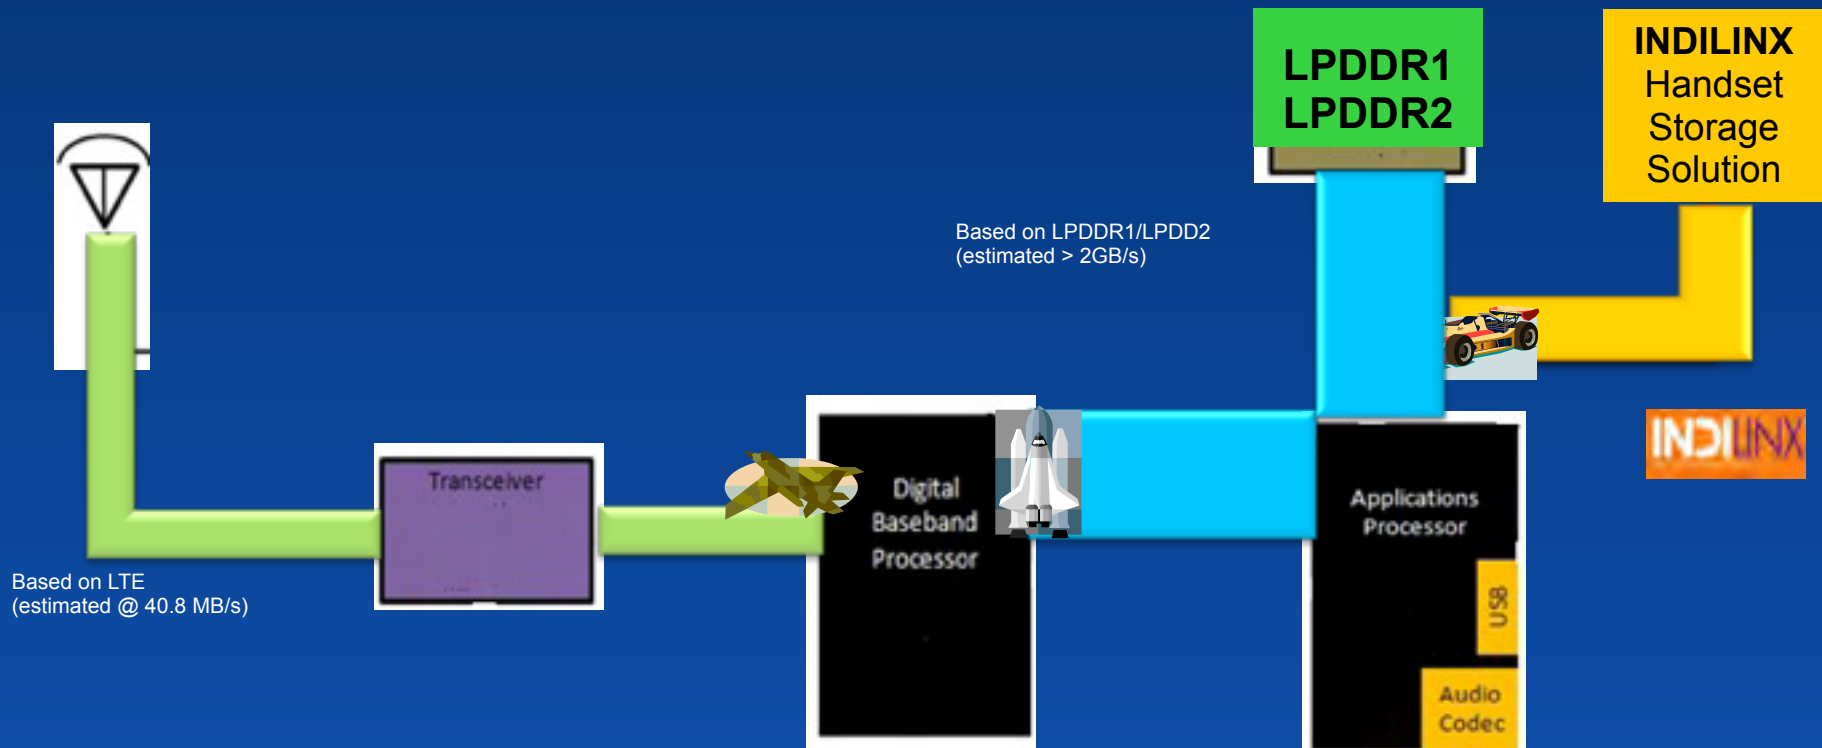 LPDDR1
LPDDR2
INDILINX
Handset
Storage
Solution
Based on LPDDR1/LPDD2
(estimated > 2GB/s)
INDILINX
Transceiver
Digital
Baseband
Processor
Applications
Processor
Based on LTE
(estimated @ 40.8 MB/s)
USB
Audio
Codec